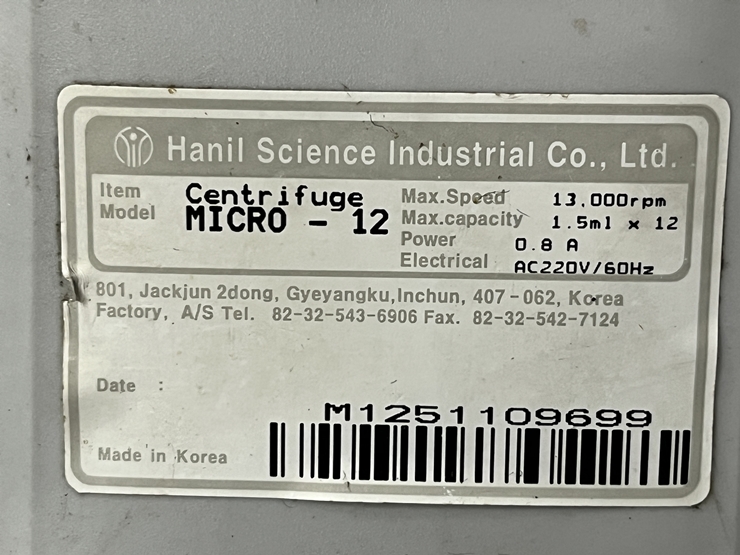 Hanil Science Industrial Co., Ltd.
Item Centrifuge
Model MICRO - 12
Max.Speed 13,000rpm
Max.capacity 1.5ml x 12
Power 0.8 A
Electrical AC220V/60Hz
801, Jackjun 2dong, Gyeyangku,Inchun, 407-062, Korea
Factory, A/S Tel. 82-32-543-6906 Fax. 82-32-542-7124
Date :
M1251109699
Made in Korea